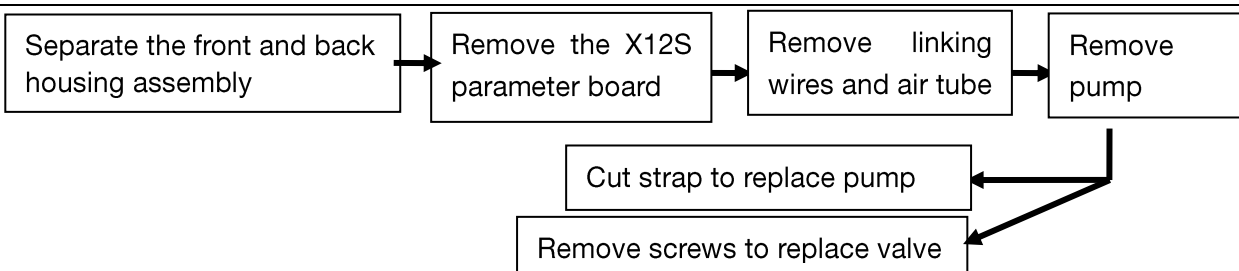 Separate the front and back
housing assembly
Remove the X12S
parameter board
Remove linking
wires and air tube
Remove
pump
Cut strap to replace pump
Remove screws to replace valve